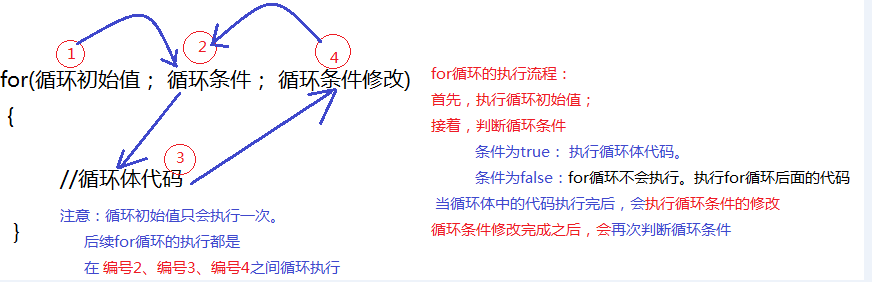 1
2
4
for(循环初始值； 循环条件； 循环条件修改)
{
3
//循环体代码
注意：循环初始值只会执行一次。
后续for循环的执行都是
}
在 编号2、编号3、编号4之间循环执行
for循环的执行流程：
首先，执行循环初始值；
接着，判断循环条件
条件为true： 执行循环体代码。
条件为false：for循环不会执行。执行for循环后面的代码
当循环体中的代码执行完后，会执行循环条件的修改
循环条件修改完成之后，会再次判断循环条件